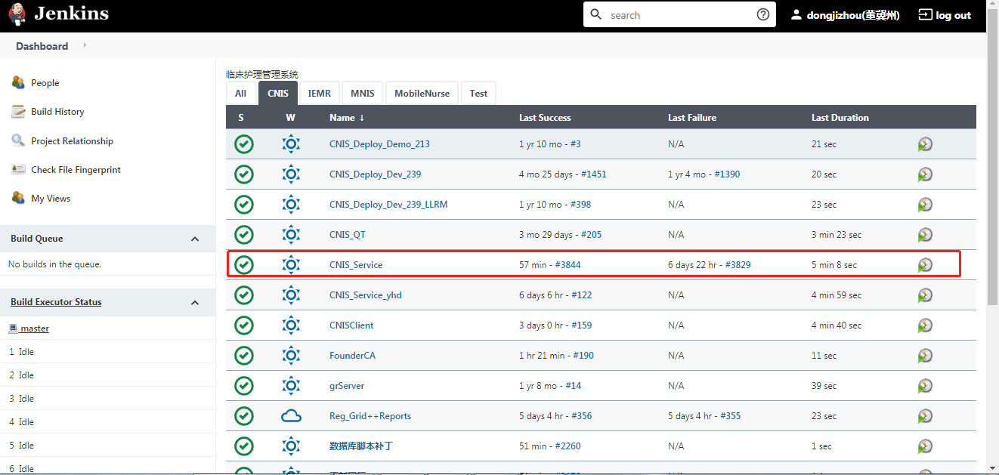 Jenkins
search
dongjizhou(董冀州)
log out
Dashboard
People
Build History
Project Relationship
Check File Fingerprint
My Views
Build Queue
No builds in the queue.
Build Executor Status
master
1 Idle
2 Idle
3 Idle
4 Idle
5 Idle
6 Idle
临床护理管理系统
All CNIS IEMR MNIS MobileNurse Test
S W Name ↓ Last Success Last Failure Last Duration
CNIS_Deploy_Demo_213 1 yr 10 mo - #3 N/A 21 sec
CNIS_Deploy_Dev_239 4 mo 25 days - #1451 1 yr 4 mo - #1390 20 sec
CNIS_Deploy_Dev_239_LLRM 1 yr 10 mo - #398 N/A 23 sec
CNIS_QT 3 mo 29 days - #205 N/A 3 min 23 sec
CNIS_Service 57 min - #3844 6 days 22 hr - #3829 5 min 8 sec
CNIS_Service_yhd 6 days 6 hr - #122 N/A 4 min 59 sec
CNISClient 3 days 0 hr - #159 N/A 4 min 40 sec
FounderCA 1 hr 21 min - #190 N/A 11 sec
grServer 1 yr 8 mo - #14 N/A 39 sec
Reg_Grid++Reports 5 days 4 hr - #356 5 days 4 hr - #355 23 sec
数据库脚本补丁 51 min - #2260 N/A 1 sec